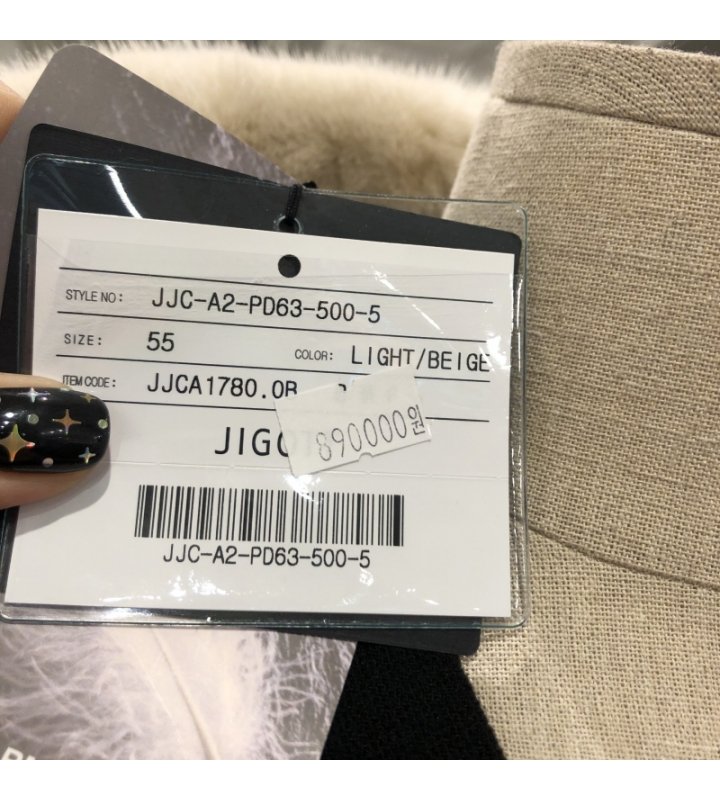 STYLE NO: JJC-A2-PD63-500-5
SIZE: 55 COLOR: LIGHT/BEIGE
ITEM CODE: JJCA1780.0B
890000원
JJC-A2-PD63-500-5